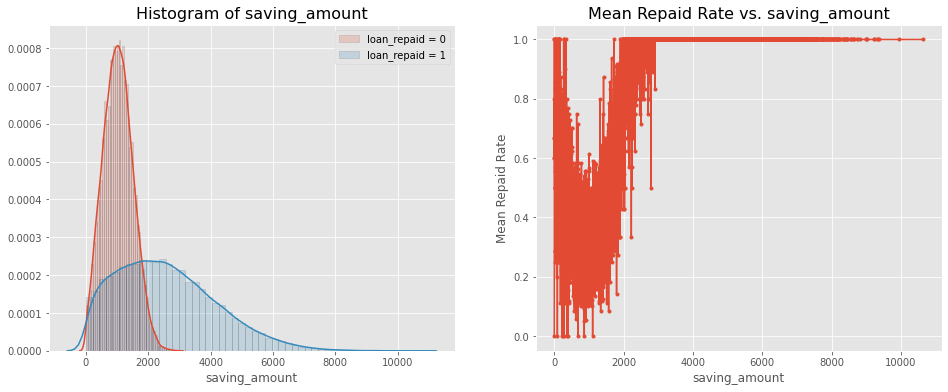 Histogram of saving_amount
loan_repaid = 0
loan_repaid = 1
0.0008
0.0007
0.0006
0.0005
0.0004
0.0003
0.0002
0.0001
0.0000
0 2000 4000 6000 8000 10000
saving_amount
Mean Repaid Rate vs. saving_amount
Mean Repaid Rate
1.0
0.8
0.6
0.4
0.2
0.0
0 2000 4000 6000 8000 10000
saving_amount